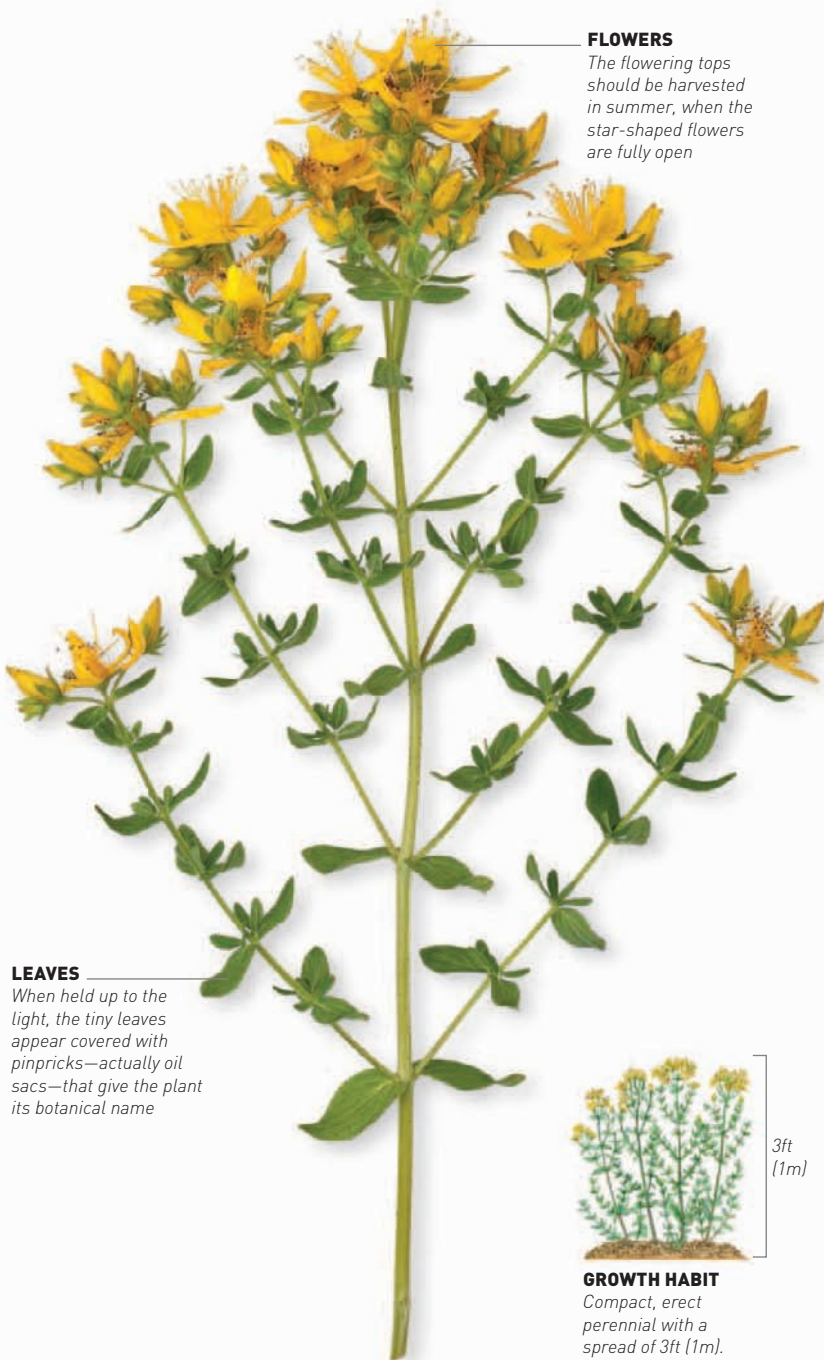 FLOWERS
The flowering tops
should be harvested
in summer, when the
star-shaped flowers
are fully open
LEAVES
When held up to the
light, the tiny leaves
appear covered with
pinpricks—actually oil
sacs—that give the plant
its botanical name
3ft
(1m)
GROWTH HABIT
Compact, erect
perennial with a
spread of 3ft (1m).